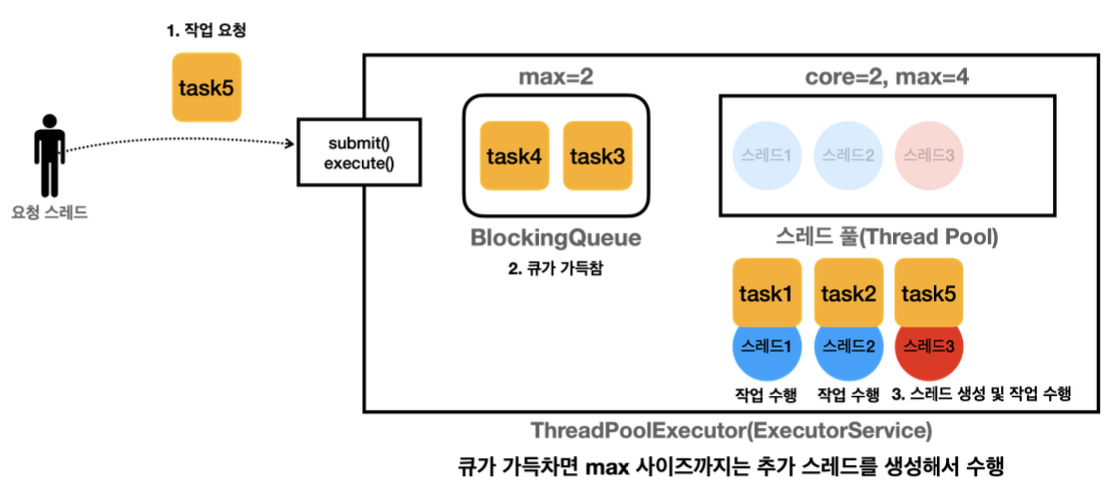 1. 작업 요청
task5
submit()
execute()
요청 스레드
max=2
task4 task3
BlockingQueue
2. 큐가 가득참
core=2, max=4
스레드1 스레드2 스레드3
스레드 풀(Thread Pool)
task1 task2 task5
스레드1 스레드2 스레드3
작업 수행 작업 수행 3. 스레드 생성 및 작업 수행
ThreadPoolExecutor(ExecutorService)
큐가 가득차면 max 사이즈까지는 추가 스레드를 생성해서 수행